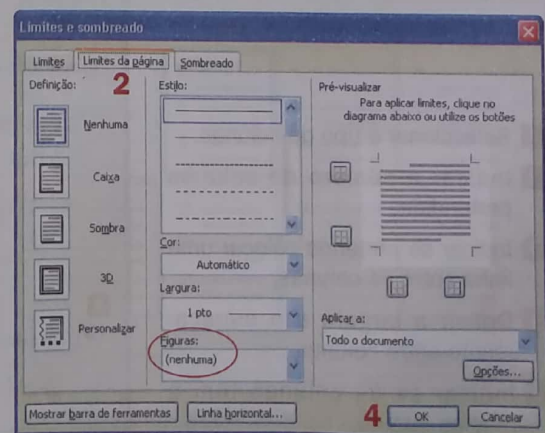 Limites e sombreado
Limites
Limites da página
Sombreado
2
Definição:
Nenhuma
Caixa
Sombra
3D
Personalizar
Estilo:
Cor:
Automático
Largura:
1 pto
Figuras:
(nenhuma)
Pré-visualizar
Para aplicar limites, clique no
diagrama abaixo ou utilize os botões
Aplicar a:
Todo o documento
Opções...
Mostrar barra de ferramentas
Linha horizontal...
4
OK
Cancelar